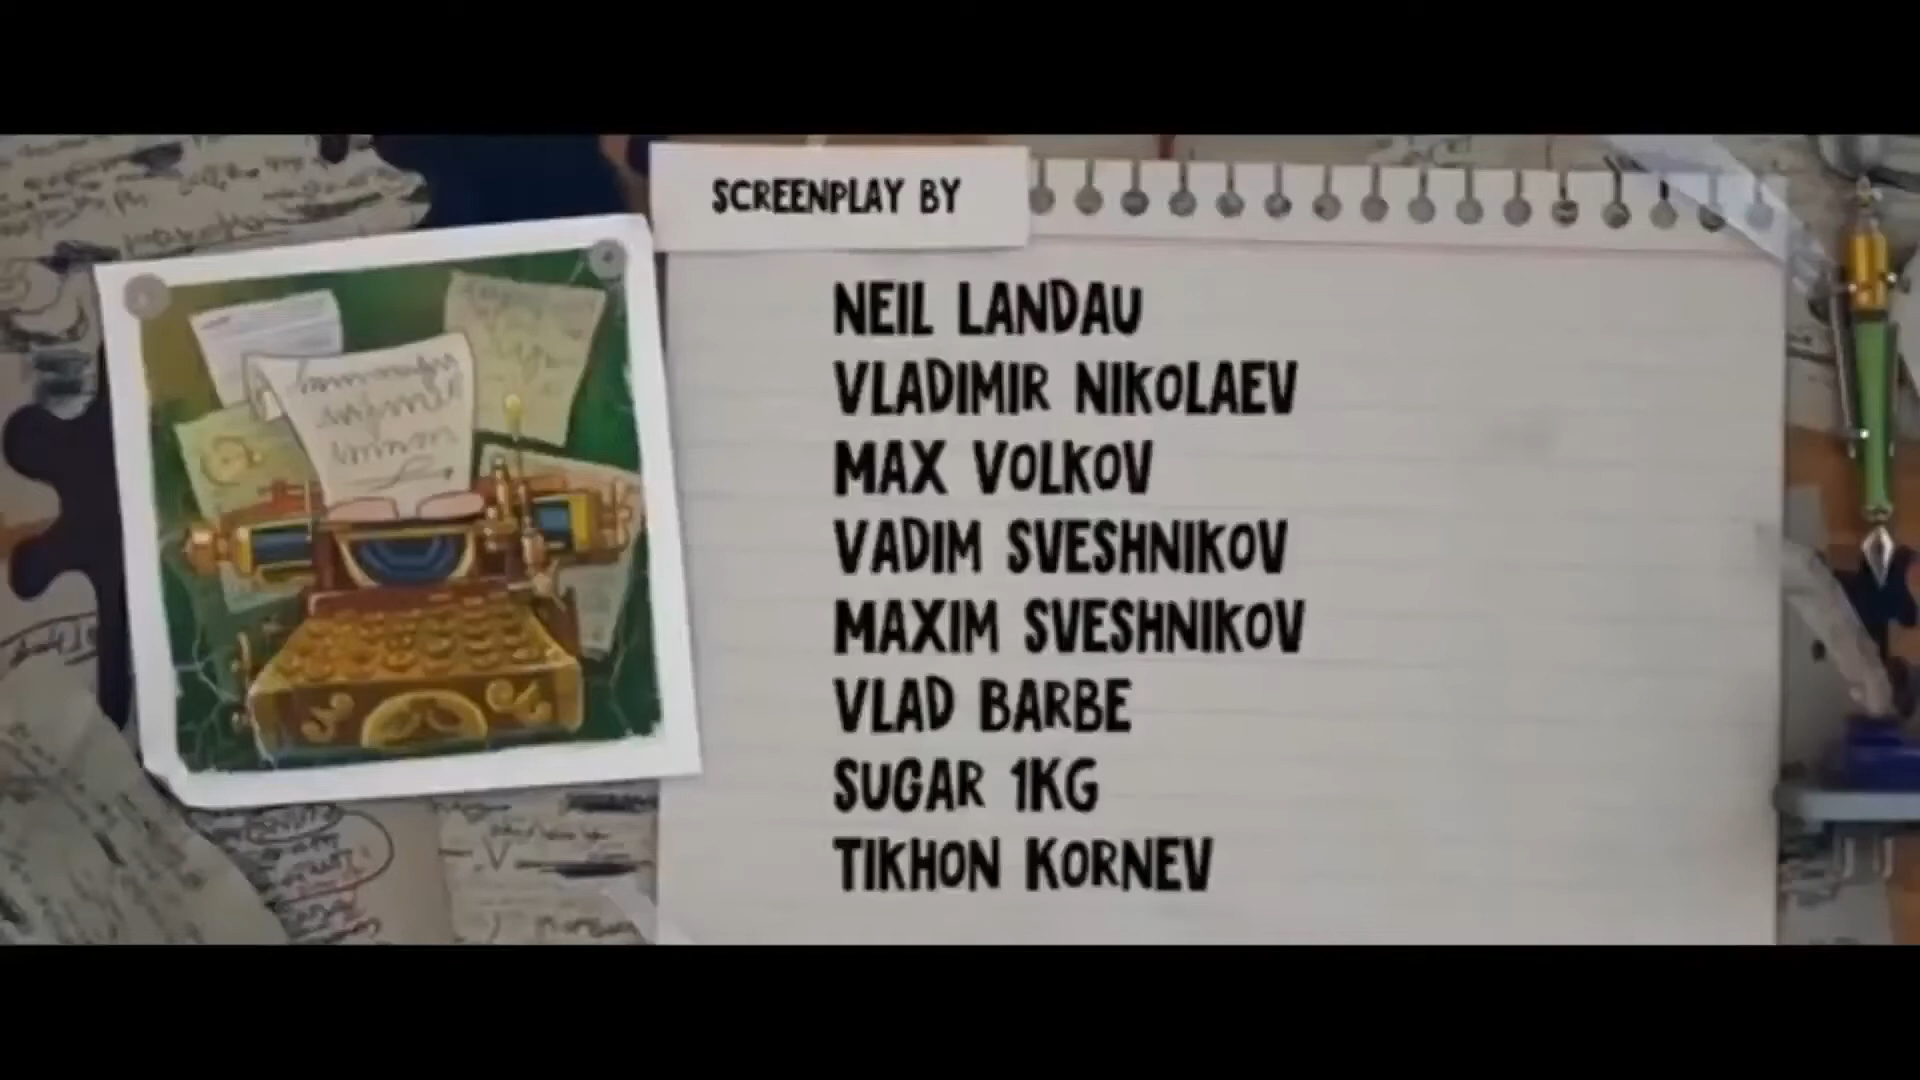 SCREENPLAY BY
NEIL LANDAU
VLADIMIR NIKOLAEV
MAX VOLKOV
VADIM SVESHNIKOV
MAXIM SVESHNIKOV
VLAD BARBE
SUGAR 1KG
TIKHON KORNEV